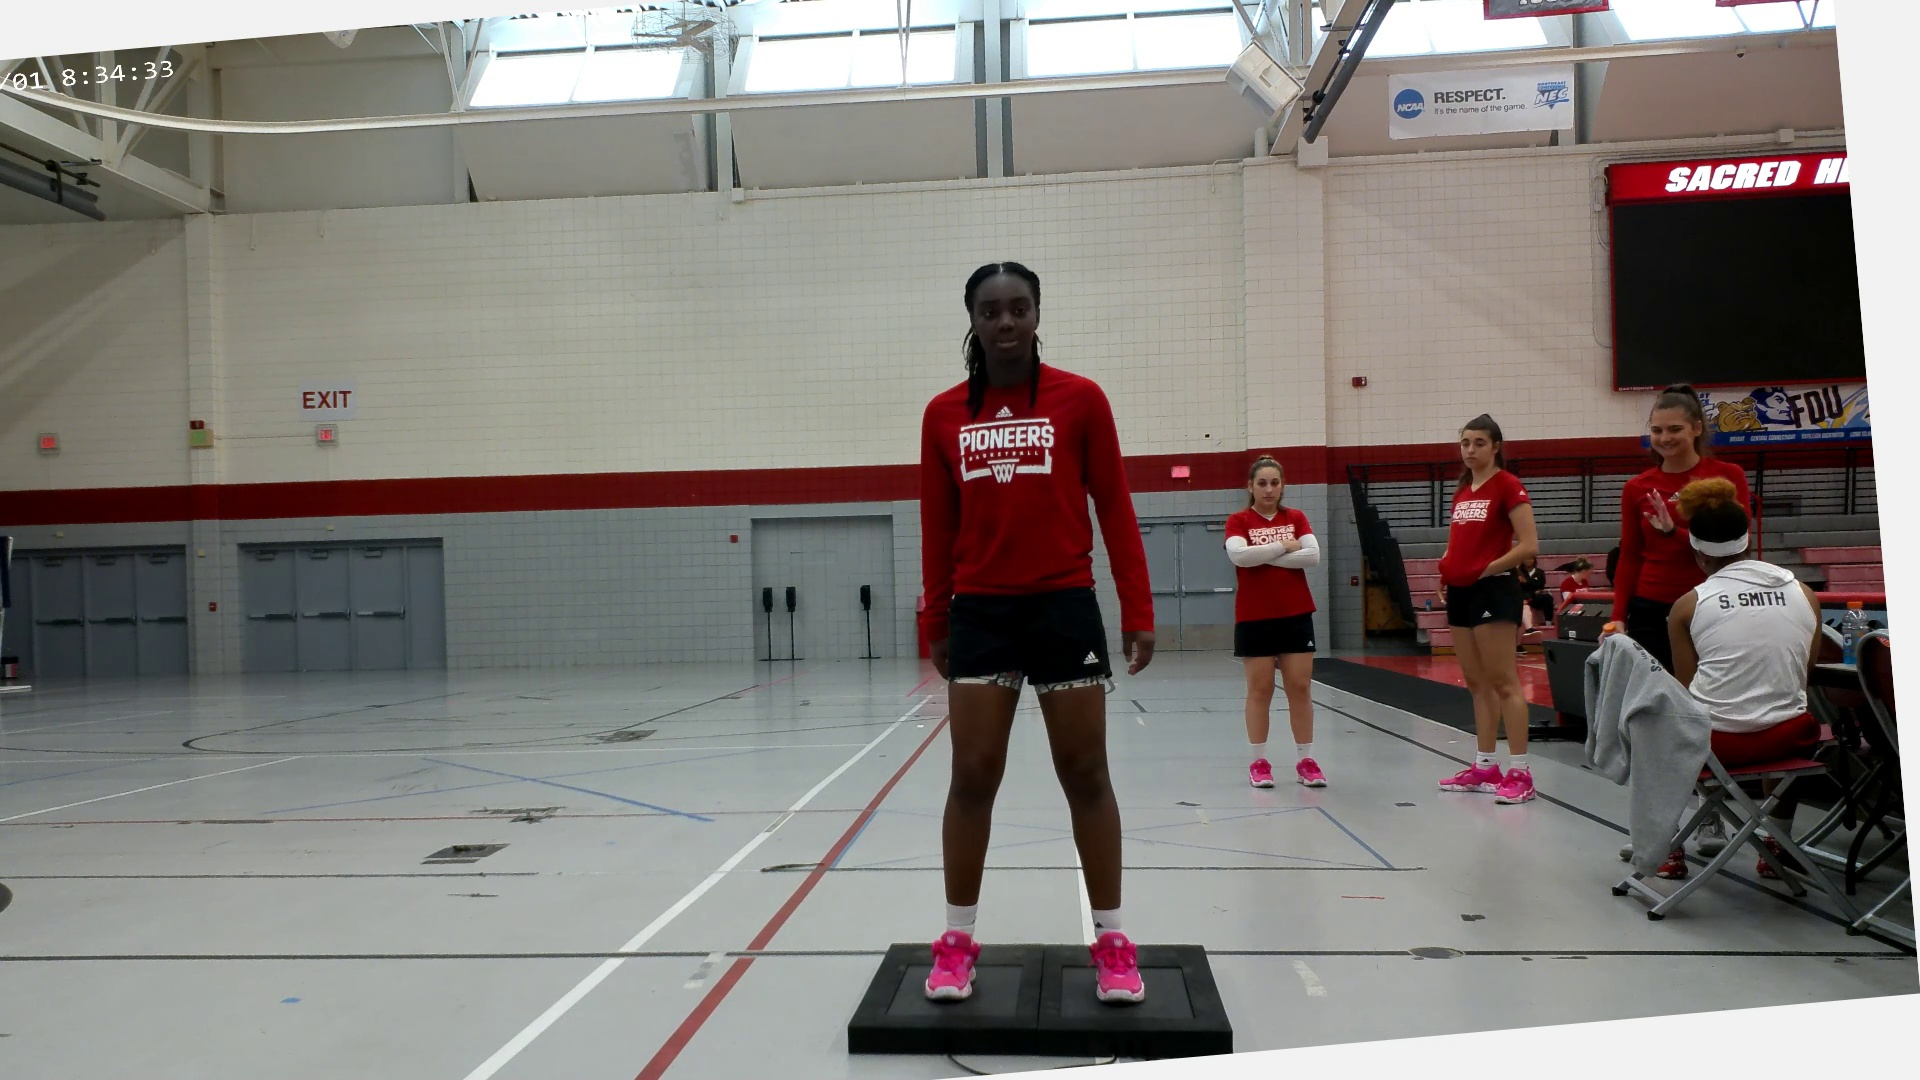 /01 8:34:33
RESPECT.
It's the name of the game.
NCAA
NEC
SACRED HE
EXIT
FDU
PIONEERS
BASKETBALL
SACRED HEART
PIONEERS
SACRED HEART
PIONEERS
S. SMITH